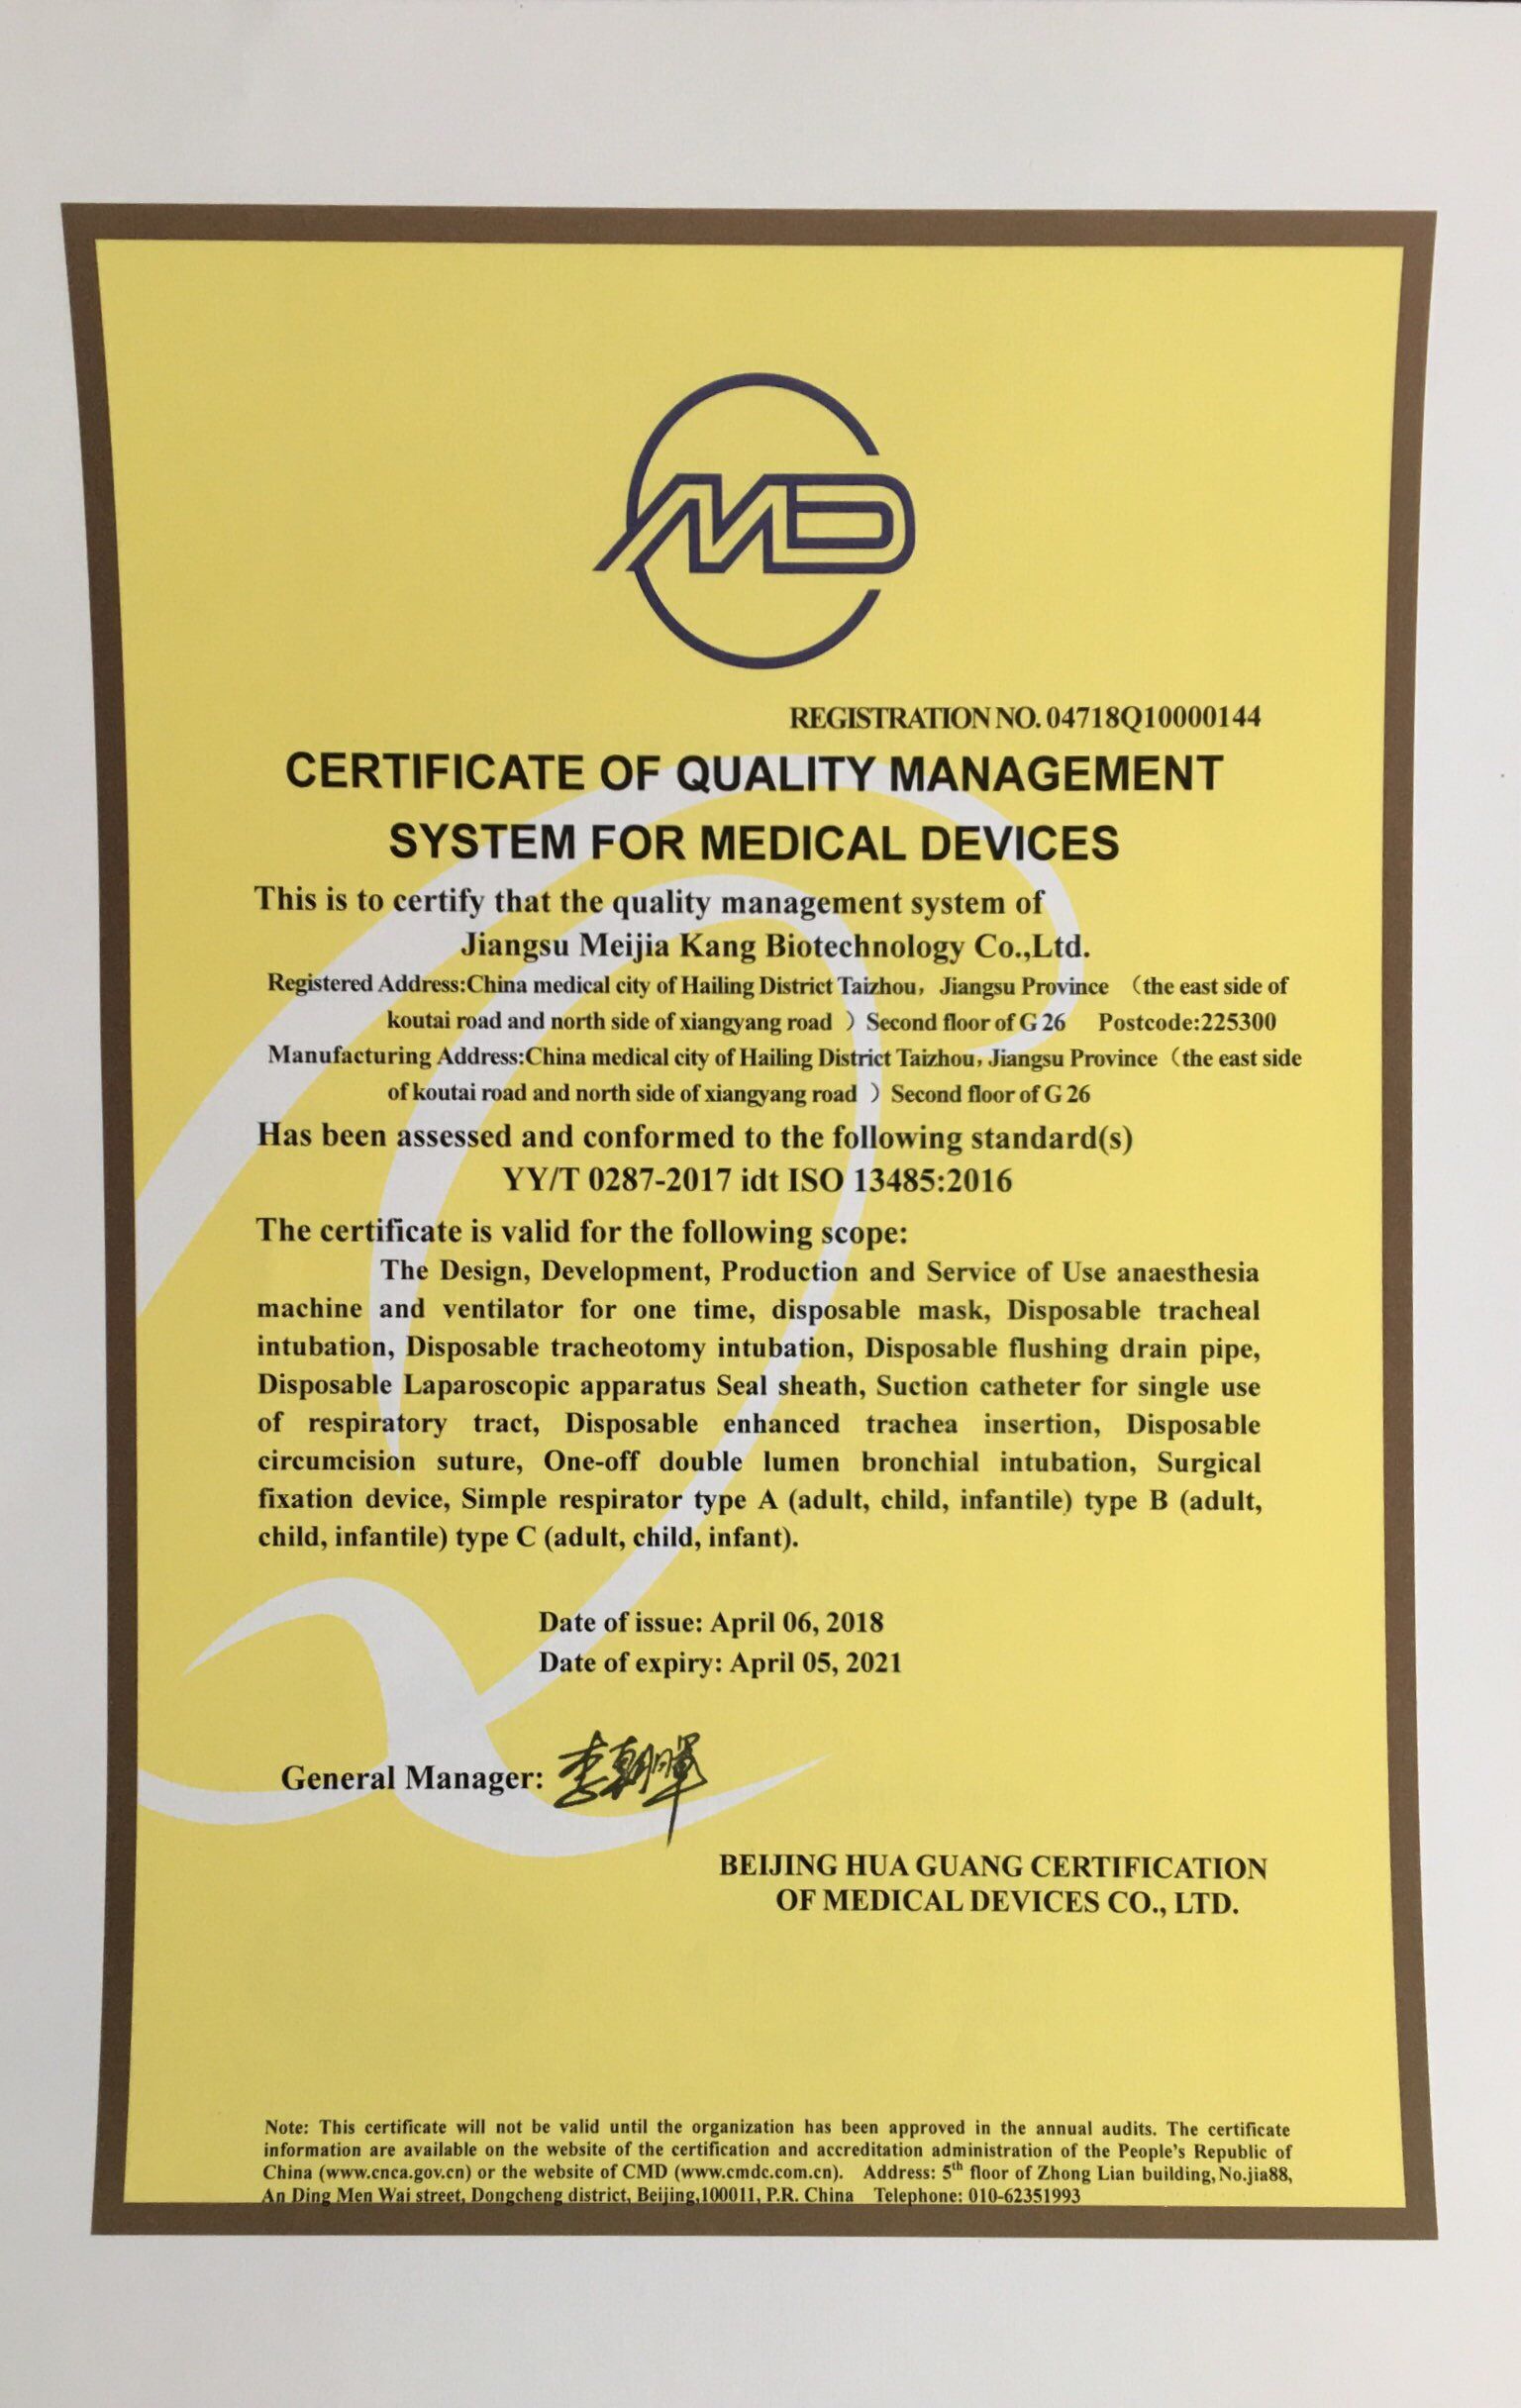 MD
REGISTRATION NO. 04718Q10000144
CERTIFICATE OF QUALITY MANAGEMENT
SYSTEM FOR MEDICAL DEVICES
This is to certify that the quality management system of
Jiangsu Meijia Kang Biotechnology Co.,Ltd.
Registered Address:China medical city of Hailing District Taizhou，Jiangsu Province （the east side of
koutai road and north side of xiangyang road ）Second floor of G 26 Postcode:225300
Manufacturing Address:China medical city of Hailing District Taizhou，Jiangsu Province（the east side
of koutai road and north side of xiangyang road ）Second floor of G 26
Has been assessed and conformed to the following standard(s)
YY/T 0287-2017 idt ISO 13485:2016
The certificate is valid for the following scope:
The Design, Development, Production and Service of Use anaesthesia
machine and ventilator for one time, disposable mask, Disposable tracheal
intubation, Disposable tracheotomy intubation, Disposable flushing drain pipe,
Disposable Laparoscopic apparatus Seal sheath, Suction catheter for single use
of respiratory tract, Disposable enhanced trachea insertion, Disposable
circumcision suture, One-off double lumen bronchial intubation, Surgical
fixation device, Simple respirator type A (adult, child, infantile) type B (adult,
child, infantile) type C (adult, child, infant).
Date of issue: April 06, 2018
Date of expiry: April 05, 2021
General Manager: 李朝暉
BEIJING HUA GUANG CERTIFICATION
OF MEDICAL DEVICES CO., LTD.
Note: This certificate will not be valid until the organization has been approved in the annual audits. The certificate
information are available on the website of the certification and accreditation administration of the People's Republic of
China (www.cnca.gov.cn) or the website of CMD (www.cmdc.com.cn). Address: 5th floor of Zhong Lian building, No.jia88,
An Ding Men Wai street, Dongcheng district, Beijing,100011, P.R. China Telephone: 010-62351993